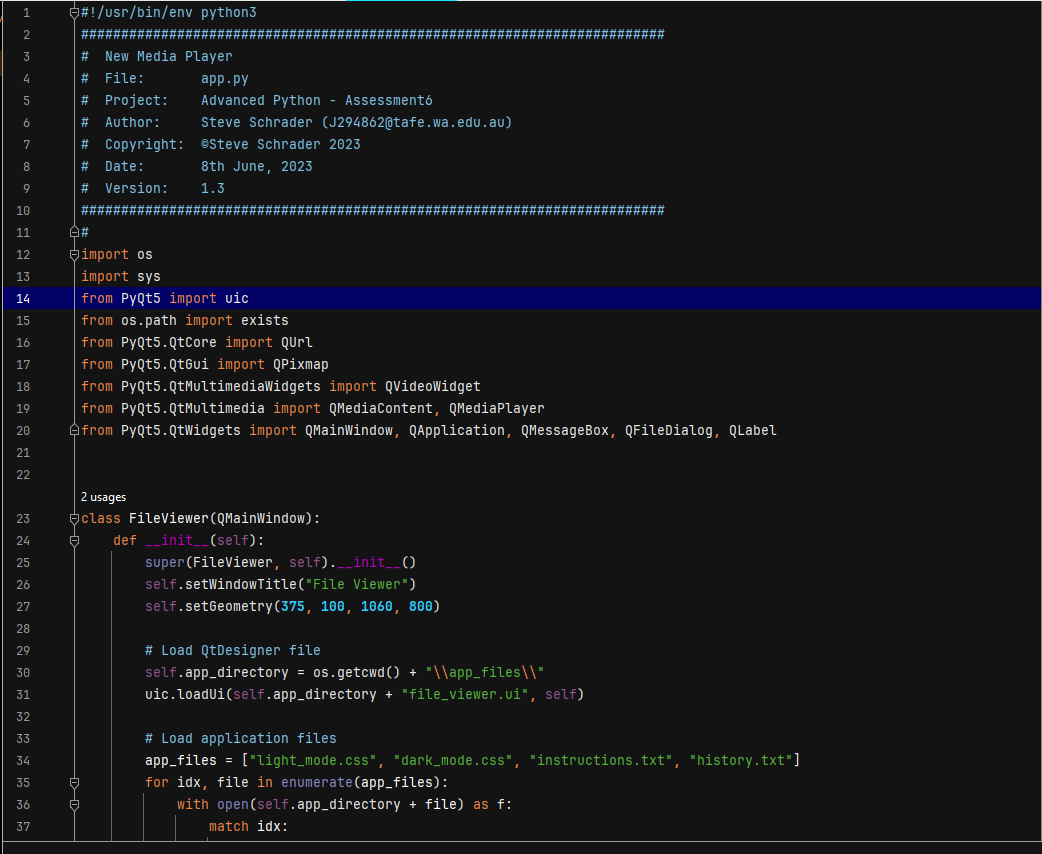 1 #!/usr/bin/env python3
2 #########################################################################
3 #  New Media Player
4 #  File:       app.py
5 #  Project:    Advanced Python - Assessment6
6 #  Author:     Steve Schrader (J294862@tafe.wa.edu.au)
7 #  Copyright:  ©Steve Schrader 2023
8 #  Date:       8th June, 2023
9 #  Version:    1.3
10 #########################################################################
11 #
12 import os
13 import sys
14 from PyQt5 import uic
15 from os.path import exists
16 from PyQt5.QtCore import QUrl
17 from PyQt5.QtGui import QPixmap
18 from PyQt5.QtMultimediaWidgets import QVideoWidget
19 from PyQt5.QtMultimedia import QMediaContent, QMediaPlayer
20 from PyQt5.QtWidgets import QMainWindow, QApplication, QMessageBox, QFileDialog, QLabel
21
22
2 usages
23 class FileViewer(QMainWindow):
24     def __init__(self):
25         super(FileViewer, self).__init__()
26         self.setWindowTitle("File Viewer")
27         self.setGeometry(375, 100, 1060, 800)
28
29         # Load QtDesigner file
30         self.app_directory = os.getcwd() + "\\app_files\\"
31         uic.loadUi(self.app_directory + "file_viewer.ui", self)
32
33         # Load application files
34         app_files = ["light_mode.css", "dark_mode.css", "instructions.txt", "history.txt"]
35         for idx, file in enumerate(app_files):
36             with open(self.app_directory + file) as f:
37                 match idx: